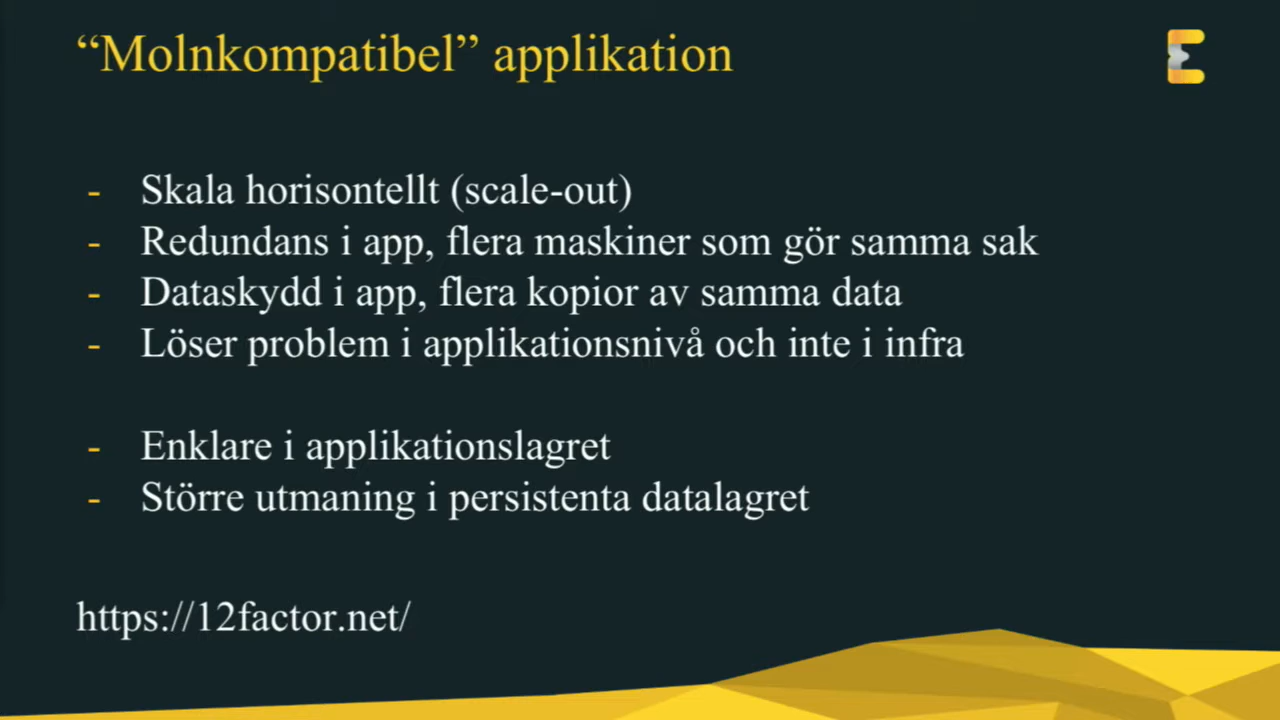 “Molnkompatibel” applikation
- Skala horisontellt (scale-out)
- Redundans i app, flera maskiner som gör samma sak
- Dataskydd i app, flera kopior av samma data
- Löser problem i applikationsnivå och inte i infra
- Enklare i applikationslagret
- Större utmaning i persistenta datalagret
https://12factor.net/